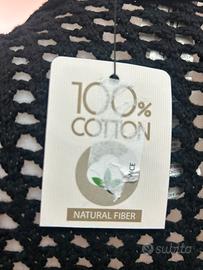 100%
COTTON
NATURAL FIBER
subito